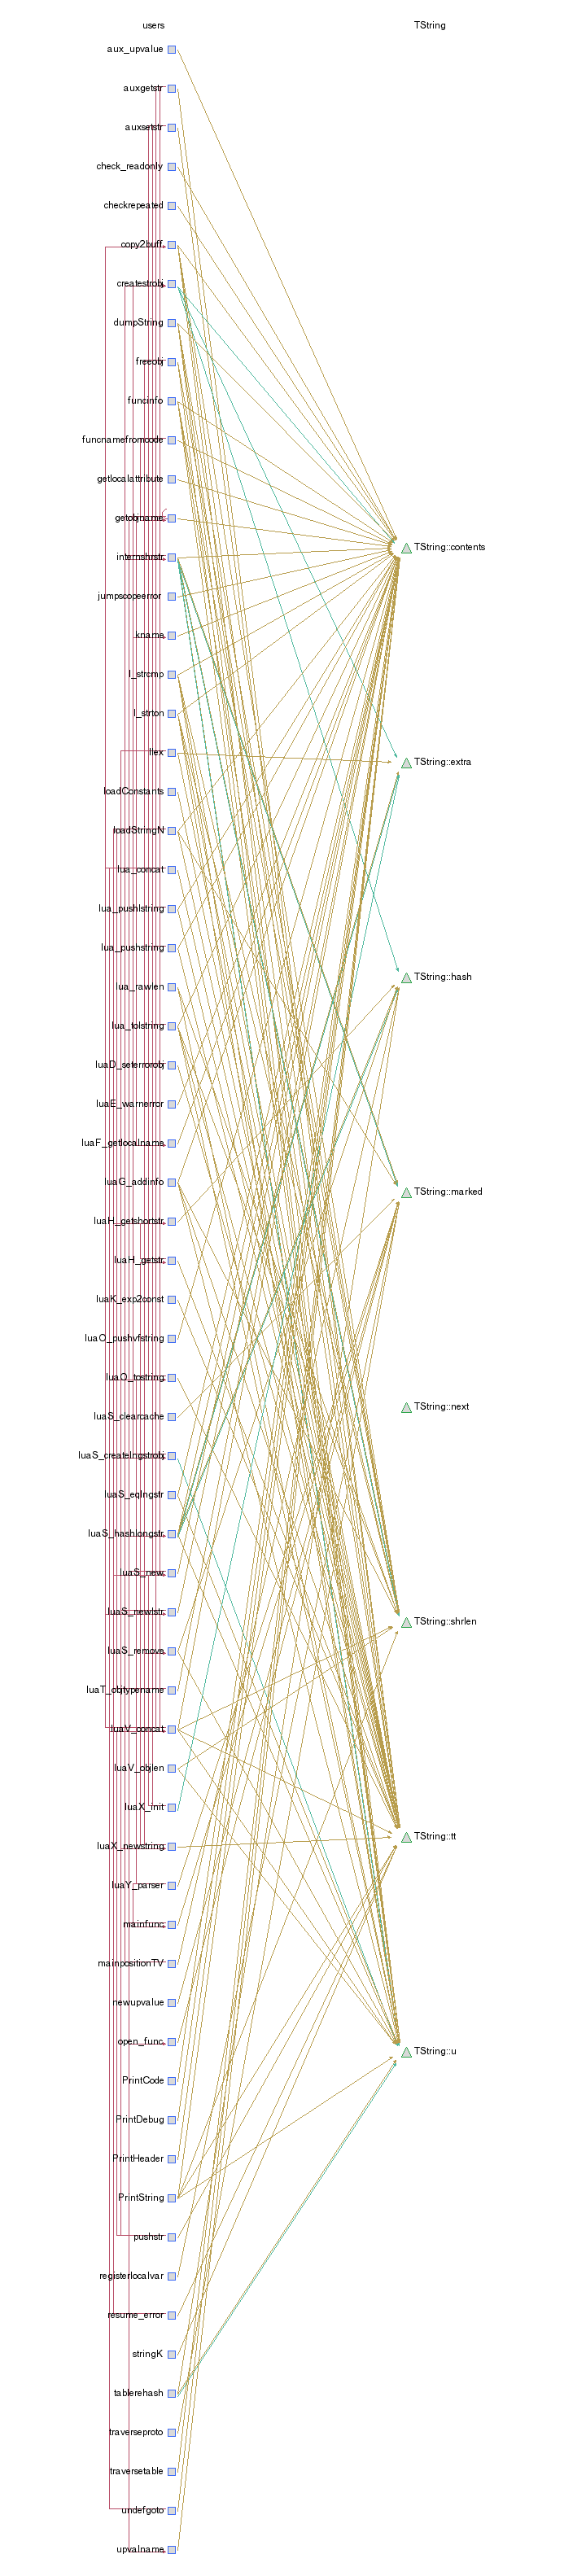 users
TString
aux_upvalue
auxgetstr
auxsetstr
check_readonly
checkrepeated
copy2buff
createstrobj
dumpString
freeobj
funcinfo
funcnamefromcode
getlocalattribute
getobjname
TString::contents
internshrstr
jumpscopeerror
kname
l_strcmp
l_strton
llex
TString::extra
loadConstants
loadStringN
lua_concat
lua_pushlstring
lua_pushstring
TString::hash
lua_rawlen
lua_tolstring
luaD_seterrorobj
luaE_warnerror
luaF_getlocalname
luaG_addinfo
TString::marked
luaH_getshortstr
luaH_getstr
luaK_exp2const
luaO_pushvfstring
luaO_tostring
TString::next
luaS_clearcache
luaS_createlngstrobj
luaS_eqlngstr
luaS_hashlongstr
luaS_new
luaS_newlstr
TString::shrlen
luaS_remove
luaT_objtypename
luaV_concat
luaV_objlen
luaX_init
TString::tt
luaX_newstring
luaY_parser
mainfunc
mainpositionTV
newupvalue
open_func
TString::u
PrintCode
PrintDebug
PrintHeader
PrintString
pushstr
registerlocalvar
resume_error
stringK
tablerehash
traverseproto
traversetable
undefgoto
upvalname